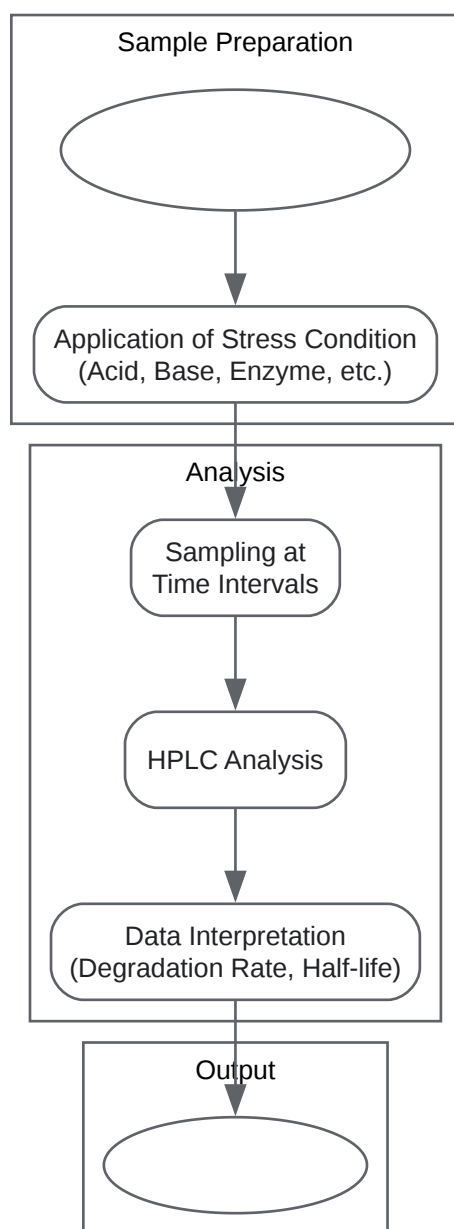 Sample Preparation
Application of Stress Condition
(Acid, Base, Enzyme, etc.)
Analysis
Sampling at
Time Intervals
HPLC Analysis
Data Interpretation
(Degradation Rate, Half-life)
Output